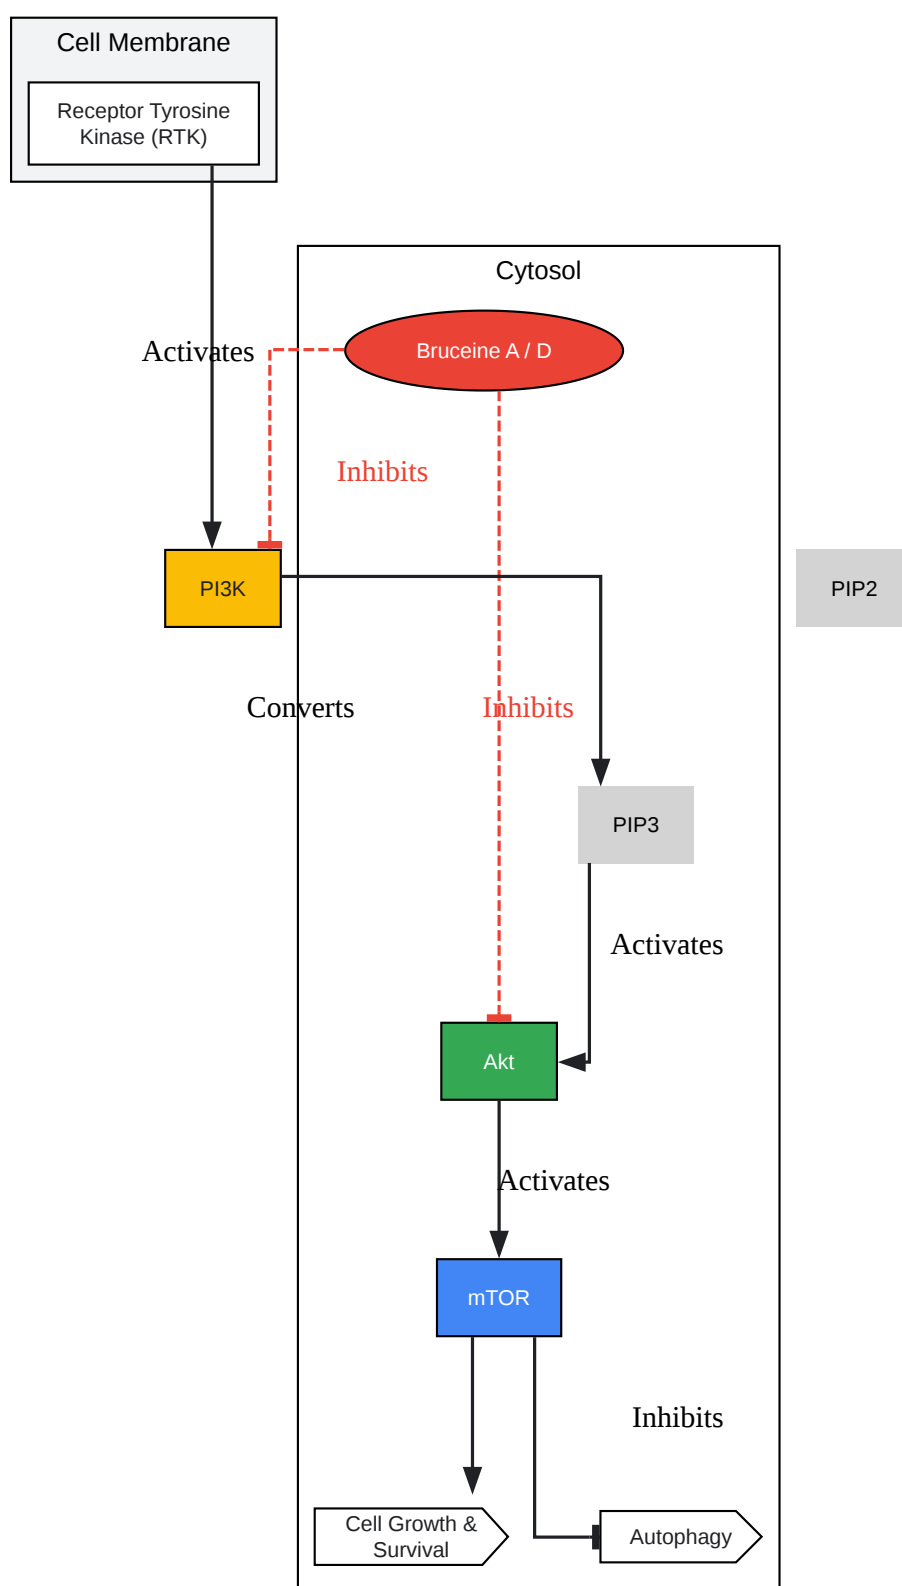 Cell Membrane
Receptor Tyrosine
Kinase (RTK)
Cytosol
Activates
Bruceine A / D
Inhibits
PI3K
PIP2
Converts
Inhibits
PIP3
Activates
Akt
Activates
mTOR
Inhibits
Cell Growth &
Survival
Autophagy